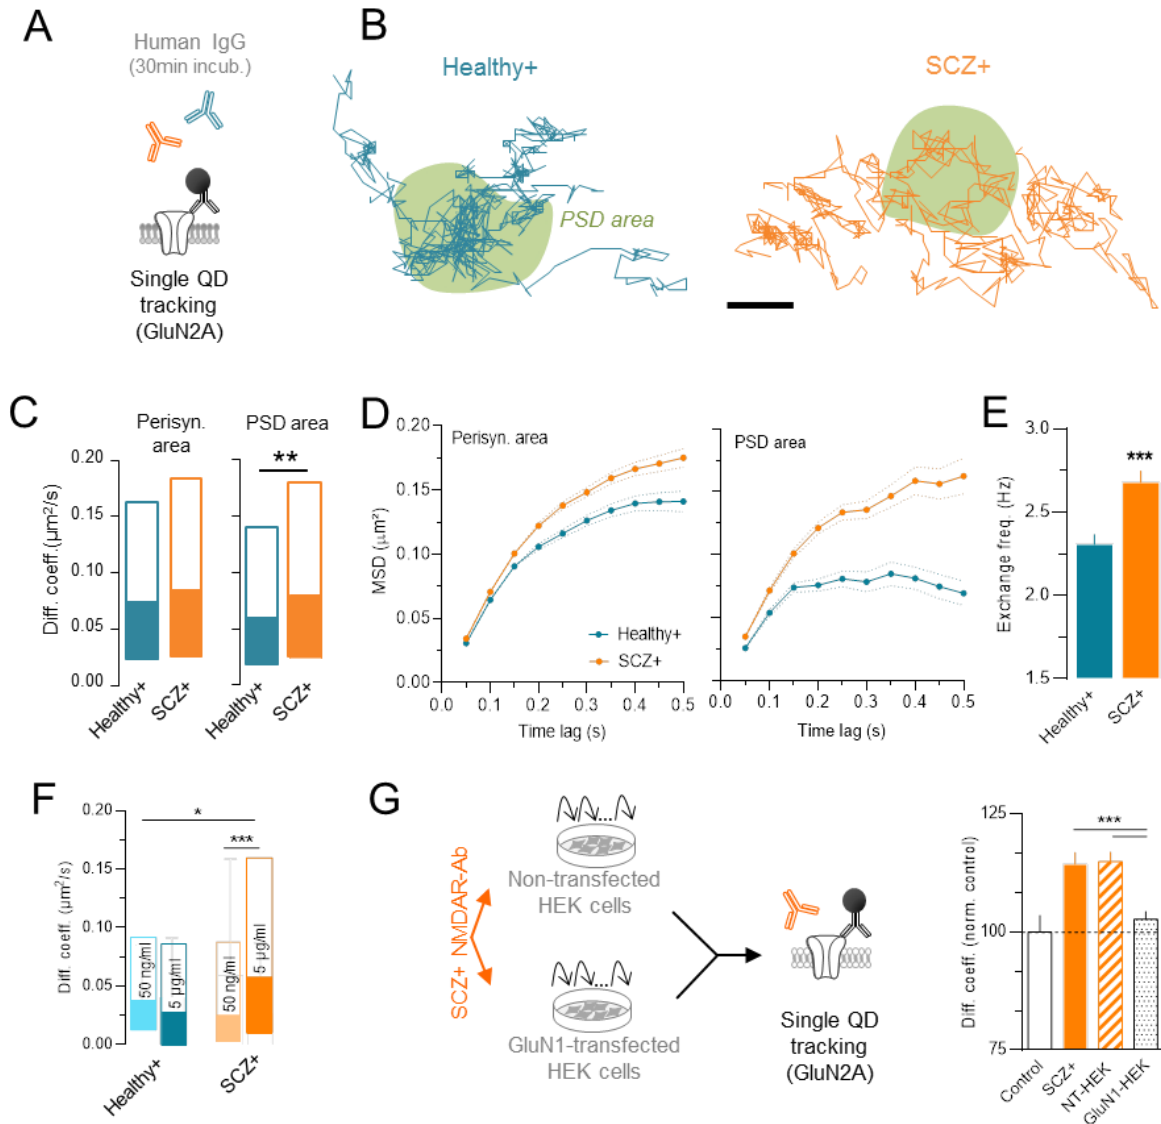 A
Human IgG
(30min incub.)
Single QD
tracking
(GluN2A)
B
Healthy+
PSD area
SCZ+
C
Perisyn.
area
PSD area
**
Diff. coeff.(μm²/s)
0.20
0.15
0.10
0.05
0.00
Healthy+
SCZ+
Healthy+
SCZ+
D
Perisyn. area
MSD (μm²)
0.20
0.15
0.10
0.05
0.00
Healthy+
SCZ+
0.0
0.1
0.2
0.3
0.4
0.5
Time lag (s)
PSD area
0.0
0.1
0.2
0.3
0.4
0.5
Time lag (s)
E
Exchange freq. (Hz)
3.0
2.5
2.0
1.5
***
Healthy+
SCZ+
F
Diff. coeff. (μm²/s)
0.20
0.15
0.10
0.05
0.00
*
***
50 ng/ml
5 μg/ml
50 ng/ml
5 μg/ml
Healthy+
SCZ+
G
SCZ+ NMDAR-Ab
....
Non-transfected
HEK cells
....
GluN1-transfected
HEK cells
Single QD
tracking
(GluN2A)
Diff. coeff. (norm. control)
125
100
75
***
Control
SCZ+
NT-HEK
GluN1-HEK